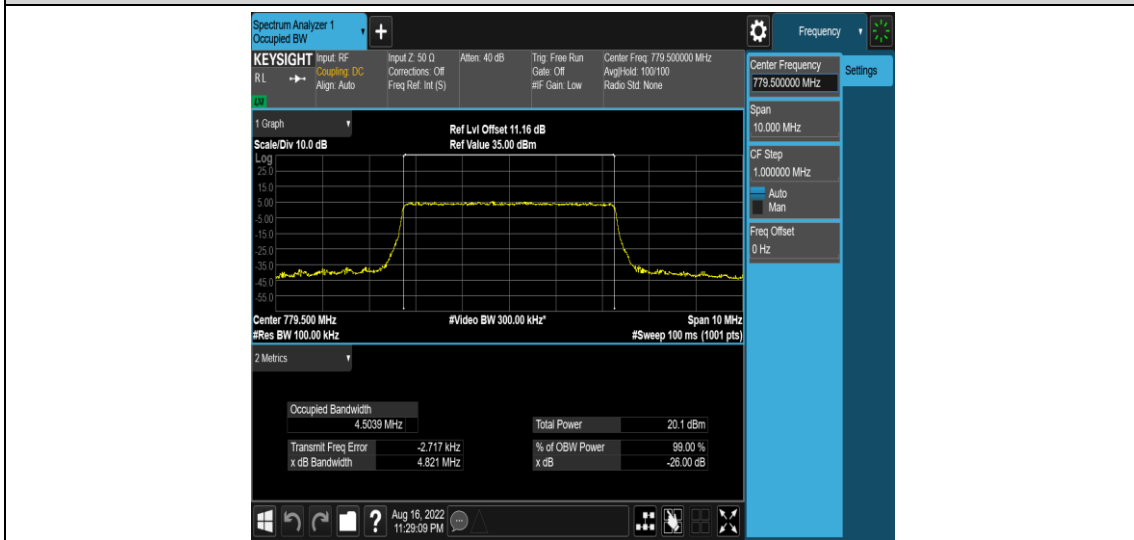 Spectrum Analyzer 1
Occupied BW
+
Frequency
KEYSIGHT
RL
Input: RF
Coupling: DC
Align: Auto
Input Z: 50 Ω
Corrections: Off
Freq Ref: Int (S)
Atten: 40 dB
Trig: Free Run
Gate: Off
#IF Gain: Low
Center Freq: 779.500000 MHz
Avg|Hold: 100/100
Radio Std: None
Center Frequency
779.500000 MHz
Settings
Span
10.000 MHz
CF Step
1.000000 MHz
Auto
Man
Freq Offset
0 Hz
1 Graph
Ref Lvl Offset 11.16 dB
Scale/Div 10.0 dB
Ref Value 35.00 dBm
Log
25.0
15.0
5.00
-5.00
-15.0
-25.0
-35.0
-45.0
-55.0
Center 779.500 MHz
#Video BW 300.00 kHz*
Span 10 MHz
#Res BW 100.00 kHz
#Sweep 100 ms (1001 pts)
2 Metrics
Occupied Bandwidth
4.5039 MHz
Total Power 20.1 dBm
Transmit Freq Error -2.717 kHz
% of OBW Power 99.00 %
x dB Bandwidth 4.821 MHz
x dB -26.00 dB
?
Aug 16, 2022
11:29:09 PM